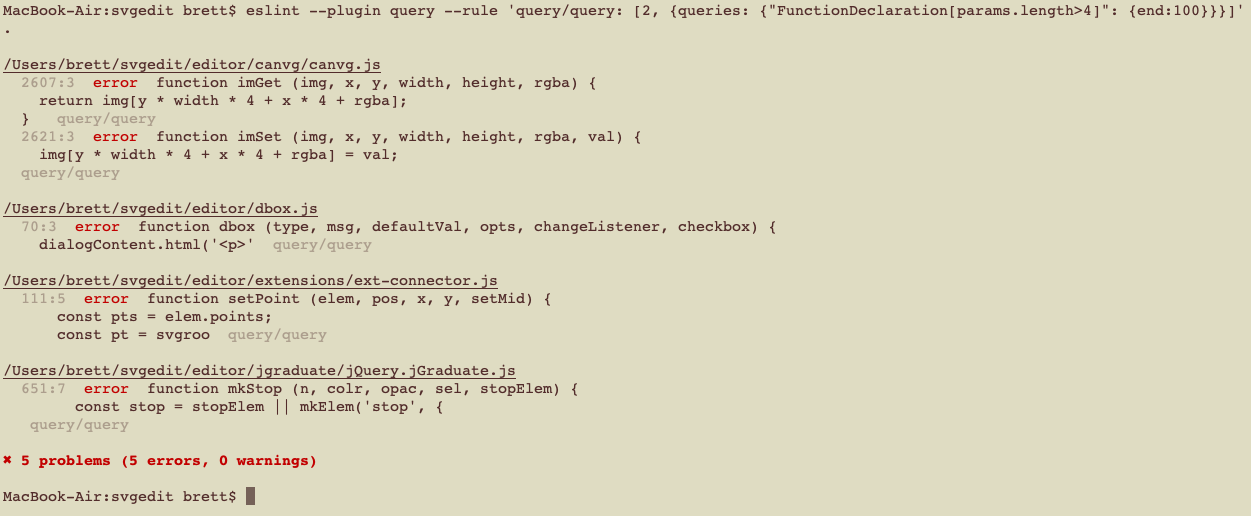 MacBook-Air:svgedit brett$ eslint --plugin query --rule 'query/query: [2, {queries: {"FunctionDeclaration[params.length>4]": {end:100}}}]'
.
/Users/brett/svgedit/editor/canvg/canvg.js
2607:3  error  function imGet (img, x, y, width, height, rgba) {
return img[y * width * 4 + x * 4 + rgba];
}   query/query
2621:3  error  function imSet (img, x, y, width, height, rgba, val) {
img[y * width * 4 + x * 4 + rgba] = val;
query/query
/Users/brett/svgedit/editor/dbox.js
70:3  error  function dbox (type, msg, defaultVal, opts, changeListener, checkbox) {
dialogContent.html('<p>'  query/query
/Users/brett/svgedit/editor/extensions/ext-connector.js
111:5  error  function setPoint (elem, pos, x, y, setMid) {
const pts = elem.points;
const pt = svgroo  query/query
/Users/brett/svgedit/editor/jgraduate/jQuery.jGraduate.js
651:7  error  function mkStop (n, colr, opac, sel, stopElem) {
const stop = stopElem || mkElem('stop', {
query/query
✖ 5 problems (5 errors, 0 warnings)
MacBook-Air:svgedit brett$